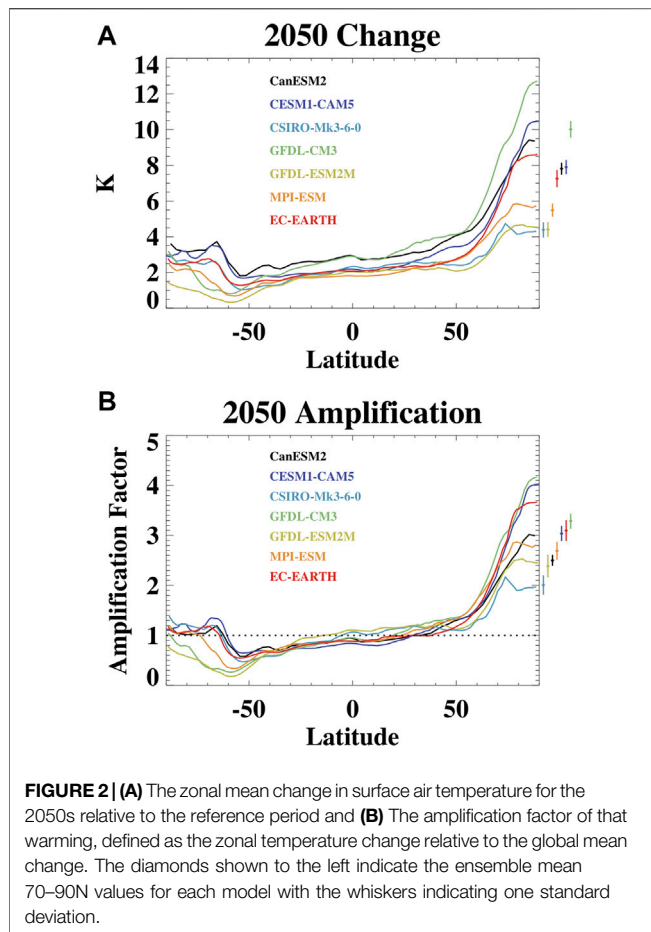 A
2050 Change
14
12
10
8
6
4
2
0
K
CanESM2
CESM1-CAM5
CSIRO-Mk3-6-0
GFDL-CM3
GFDL-ESM2M
MPI-ESM
EC-EARTH
-50
0
50
Latitude
B
2050 Amplification
5
4
3
2
1
0
Amplification Factor
CanESM2
CESM1-CAM5
CSIRO-Mk3-6-0
GFDL-CM3
GFDL-ESM2M
MPI-ESM
EC-EARTH
-50
0
50
Latitude
FIGURE 2 | (A) The zonal mean change in surface air temperature for the
2050s relative to the reference period and (B) The amplification factor of that
warming, defined as the zonal temperature change relative to the global mean
change. The diamonds shown to the left indicate the ensemble mean
70–90N values for each model with the whiskers indicating one standard
deviation.